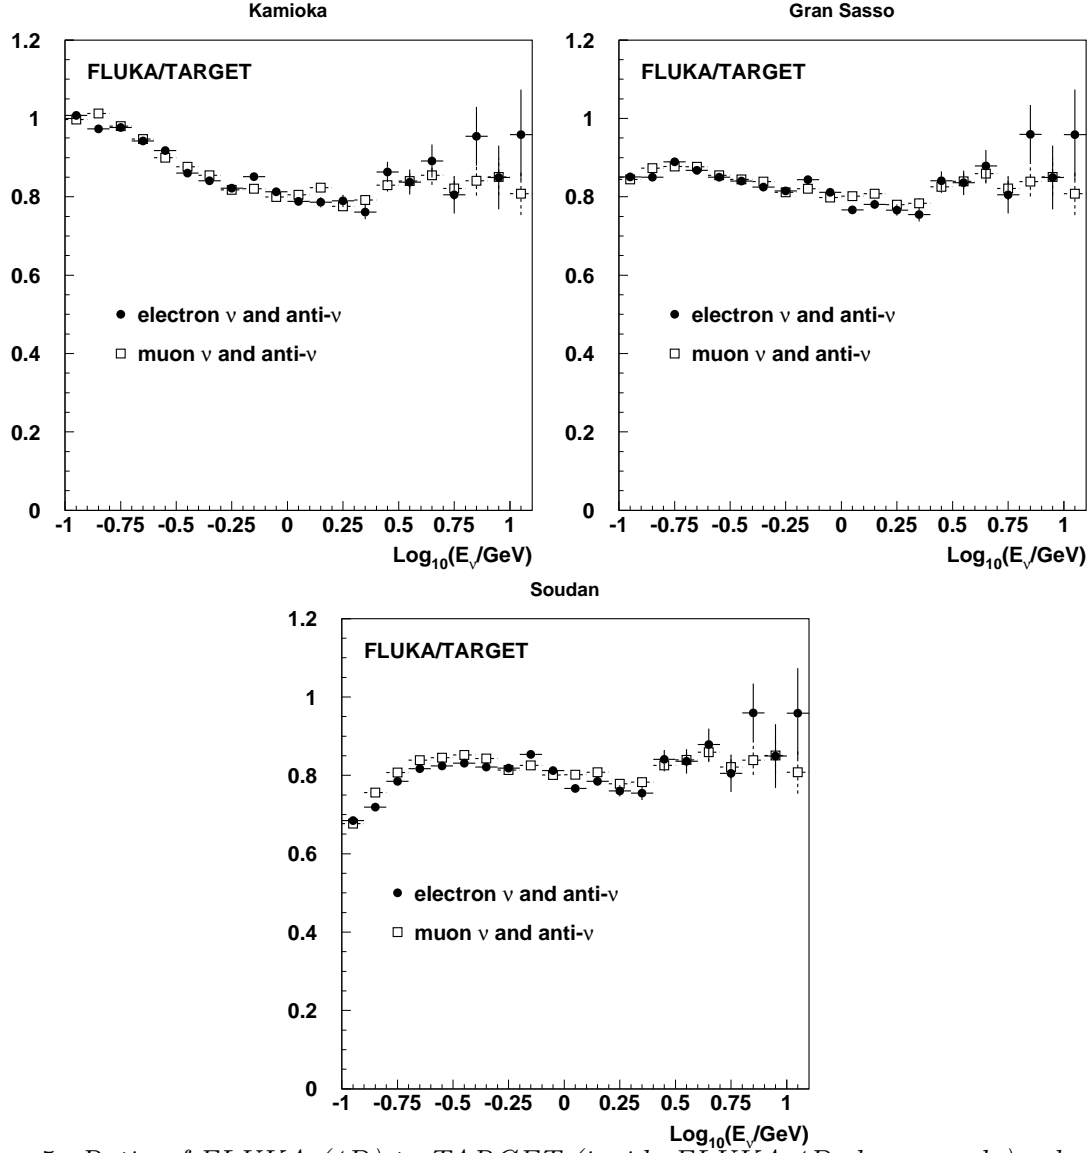 Kamioka
1.2
FLUKA/TARGET
1
0.8
0.6
electron ν and anti-ν
0.4
muon ν and anti-ν
0.2
0
-1 -0.75 -0.5 -0.25 0 0.25 0.5 0.75 1
Log10(Eν/GeV)
Gran Sasso
1.2
FLUKA/TARGET
1
0.8
0.6
electron ν and anti-ν
0.4
muon ν and anti-ν
0.2
0
-1 -0.75 -0.5 -0.25 0 0.25 0.5 0.75 1
Log10(Eν/GeV)
Soudan
1.2
FLUKA/TARGET
1
0.8
0.6
electron ν and anti-ν
0.4
muon ν and anti-ν
0.2
0
-1 -0.75 -0.5 -0.25 0 0.25 0.5 0.75 1
Log10(Eν/GeV)
Ratio of FLUKA (1D) to TARGET (inside FLUKA